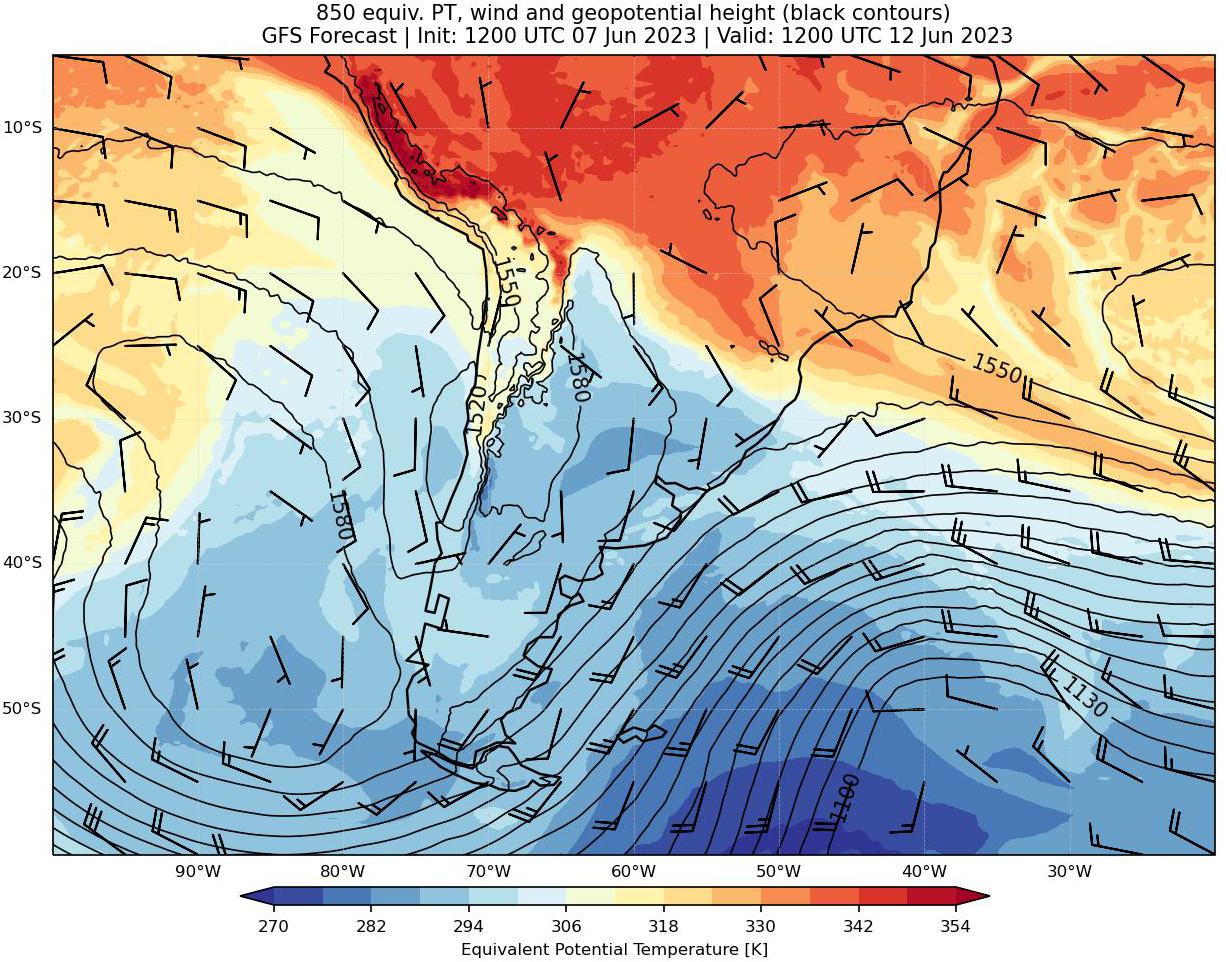 850 equiv. PT, wind and geopotential height (black contours)
GFS Forecast | Init: 1200 UTC 07 Jun 2023 | Valid: 1200 UTC 12 Jun 2023
10°S
20°S
1550
1580
1550
1520
30°S
1580
40°S
1130
50°S
1100
90°W 80°W 70°W 60°W 50°W 40°W 30°W
270 282 294 306 318 330 342 354
Equivalent Potential Temperature [K]